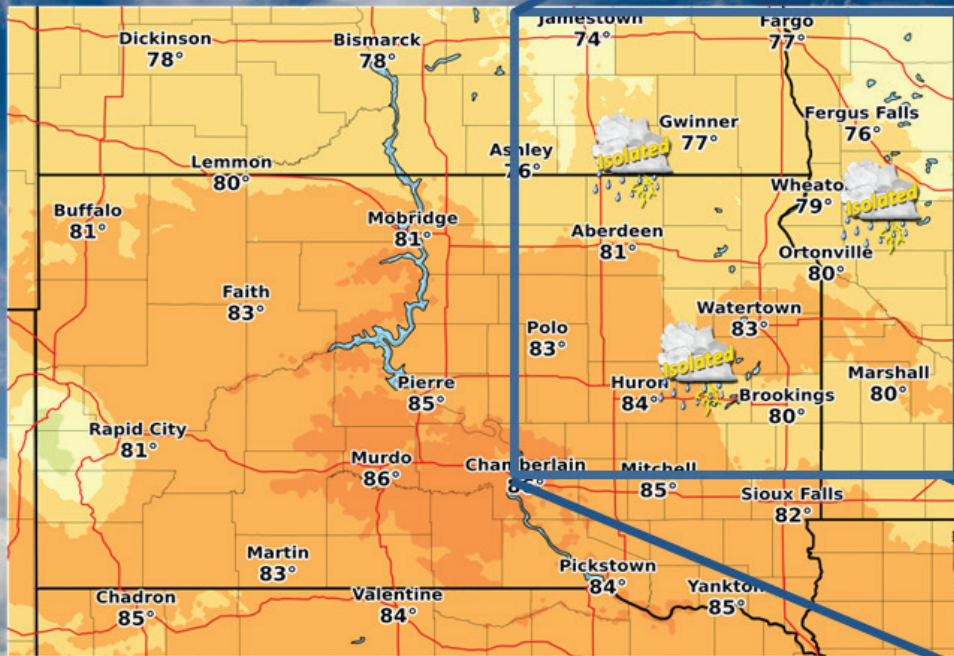 Jamestown
74°
Fargo
77°
Dickinson
78°
Bismarck
78°
Gwinner
77°
Fergus Falls
76°
Isolated
Ashley
76°
Lemmon
80°
Wheato
79°
Isolated
Buffalo
81°
Mobridge
81°
Aberdeen
81°
Ortonville
80°
Faith
83°
Polo
83°
Watertown
83°
Isolated
Pierre
85°
Huron
84°
Brookings
80°
Marshall
80°
Rapid City
81°
Murdo
86°
Chamberlain
86°
Mitchell
85°
Sioux Falls
82°
Martin
83°
Pickstown
84°
Chadron
85°
Valentine
84°
Yankton
85°